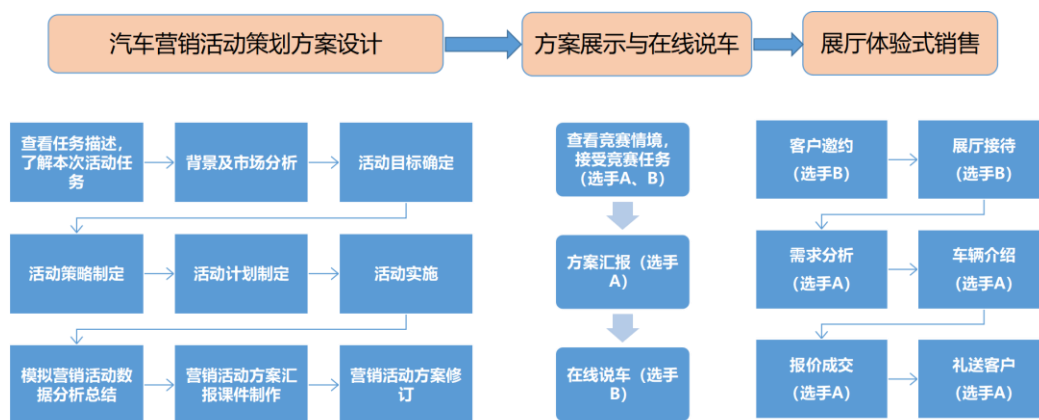 汽车营销活动策划方案设计
方案展示与在线说车
展厅体验式销售
查看任务描述，
了解本次活动任
务
背景及市场分析
活动目标确定
活动策略制定
活动计划制定
活动实施
模拟营销活动数
据分析总结
营销活动方案汇
报课件制作
营销活动方案修
订
查看竞赛情境，
接受竞赛任务
（选手A、B）
方案汇报（选手
A）
在线说车（选手
B）
客户邀约
（选手B）
展厅接待
（选手B）
需求分析
（选手A）
车辆介绍
（选手A）
报价成交
（选手A）
礼送客户
（选手A）